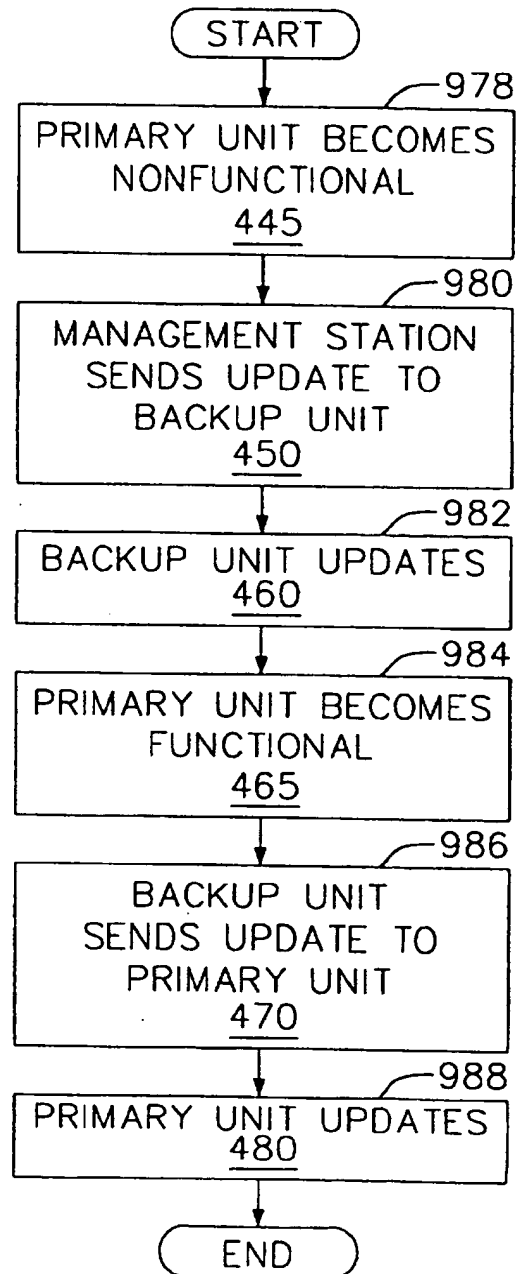 START
978
PRIMARY UNIT BECOMES
NONFUNCTIONAL
445
980
MANAGEMENT STATION
SENDS UPDATE TO
BACKUP UNIT
450
982
BACKUP UNIT UPDATES
460
984
PRIMARY UNIT BECOMES
FUNCTIONAL
465
986
BACKUP UNIT
SENDS UPDATE TO
PRIMARY UNIT
470
988
PRIMARY UNIT UPDATES
480
END